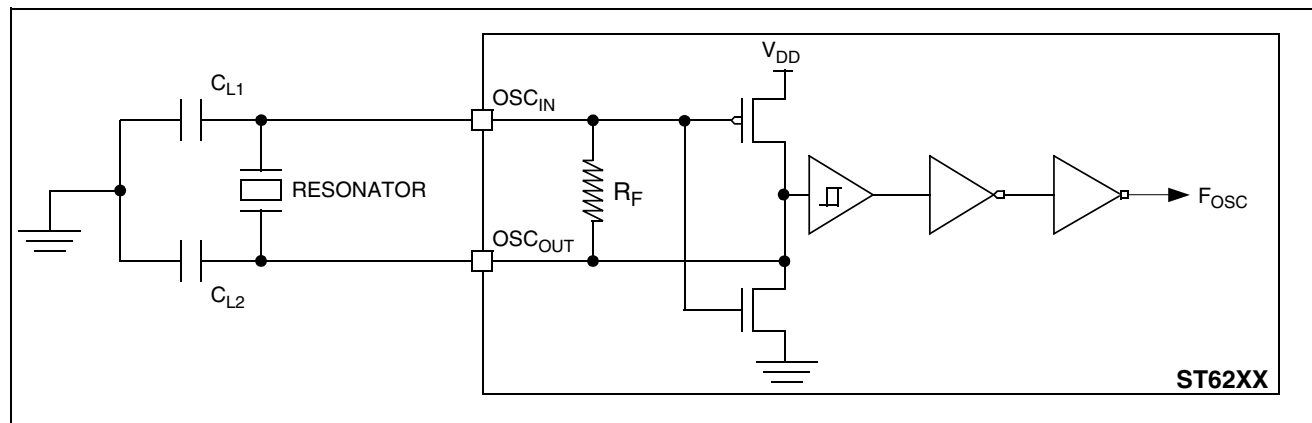 V_DD
C_L1
OSC_IN
RESONATOR
R_F
F_OSC
OSC_OUT
C_L2
ST62XX